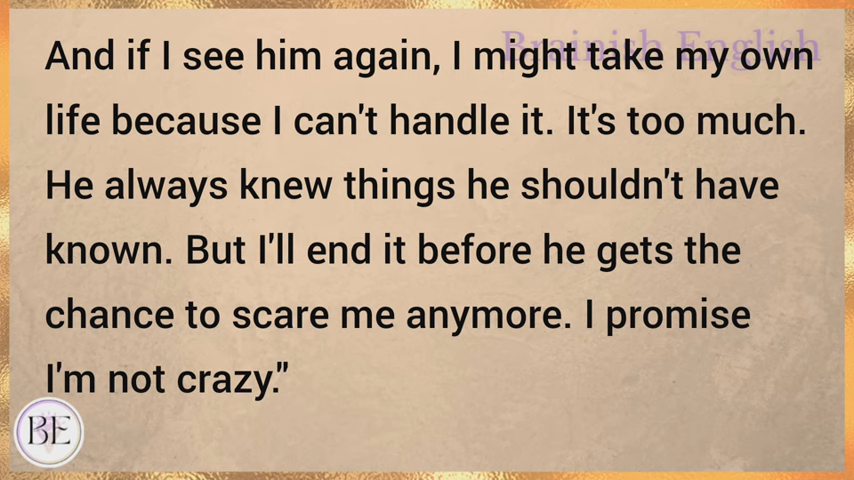 Brainish English
And if I see him again, I might take my own
life because I can't handle it. It's too much.
He always knew things he shouldn't have
known. But I'll end it before he gets the
chance to scare me anymore. I promise
I'm not crazy."
BE